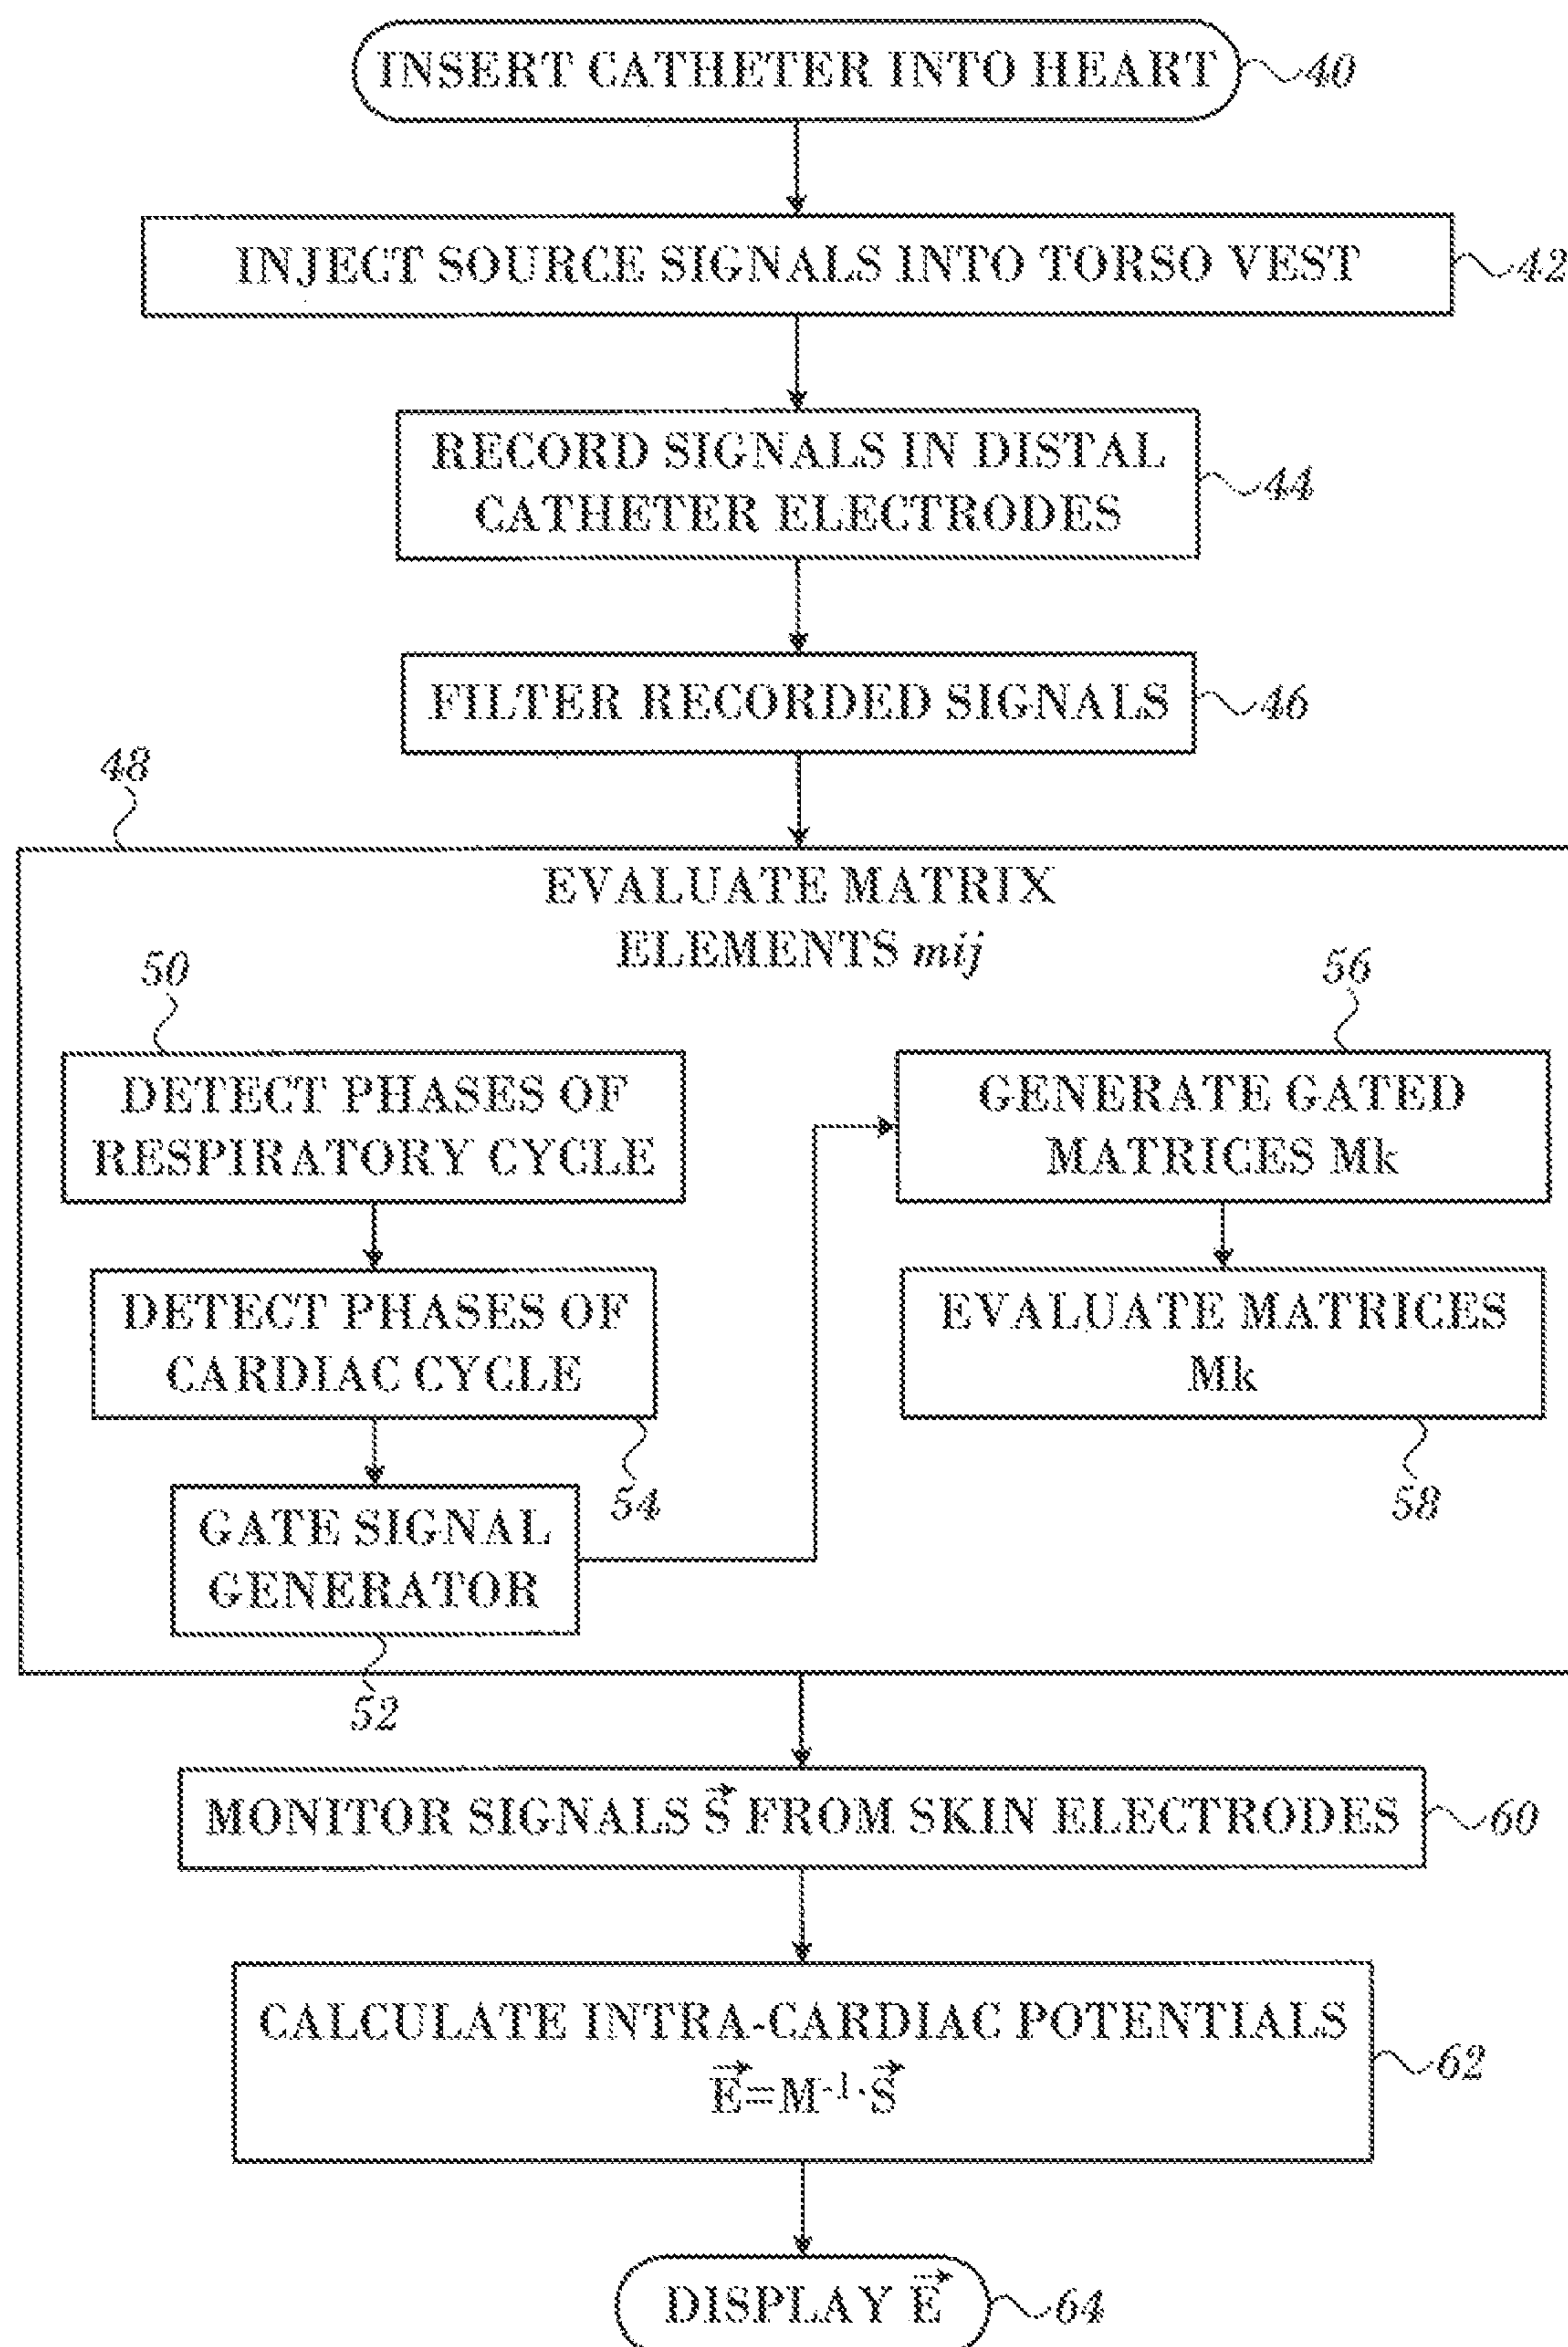 INSERT CATHETER INTO HEART 40
INJECT SOURCE SIGNALS INTO TORSO VEST 42
RECORD SIGNALS IN DISTAL
CATHETER ELECTRODES
44
FILTER RECORDED SIGNALS 46
48
EVALUATE MATRIX
ELEMENTS mij
50
DETECT PHASES OF
RESPIRATORY CYCLE
DETECT PHASES OF
CARDIAC CYCLE
54
GATE SIGNAL
GENERATOR
52
56
GENERATE GATED
MATRICES Mk
EVALUATE MATRICES
Mk
58
MONITOR SIGNALS S⃗ FROM SKIN ELECTRODES 60
CALCULATE INTRA-CARDIAC POTENTIALS
E⃗=M⁻¹·S⃗
62
DISPLAY E⃗ 64